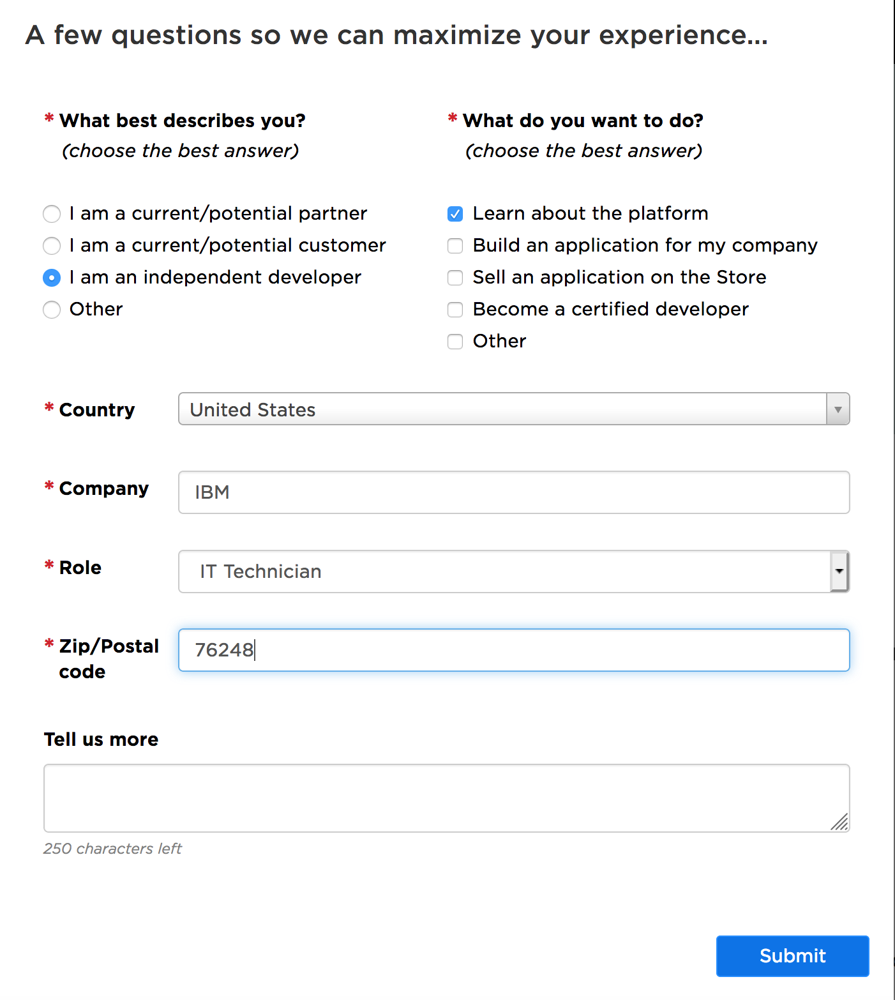 A few questions so we can maximize your experience...
* What best describes you?
(choose the best answer)
I am a current/potential partner
I am a current/potential customer
I am an independent developer
Other
* What do you want to do?
(choose the best answer)
Learn about the platform
Build an application for my company
Sell an application on the Store
Become a certified developer
Other
* Country
United States
* Company
IBM
* Role
IT Technician
* Zip/Postal
code
76248
Tell us more
250 characters left
Submit